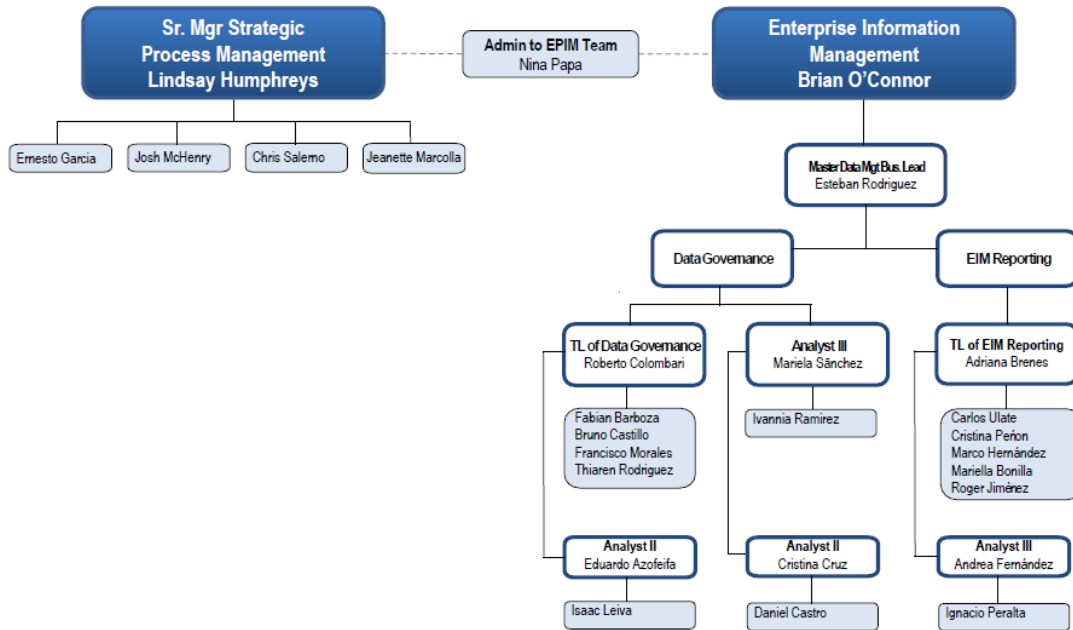 Sr. Mgr Strategic
Process Management
Lindsay Humphreys
Admin to EPIM Team
Nina Papa
Enterprise Information
Management
Brian O'Connor
Ernesto Garcia
Josh McHenry
Chris Salerno
Jeanette Marcolla
Master Data Mgt Bus. Lead
Esteban Rodriguez
Data Governance
EIM Reporting
TL of Data Governance
Roberto Colombari
Analyst III
Mariela Sãnchez
TL of EIM Reporting
Adriana Brenes
Fabian Barboza
Bruno Castillo
Francisco Morales
Thiaren Rodriguez
Ivannia Ramirez
Carlos Ulate
Cristina Peñon
Marco Hernández
Mariella Bonilla
Roger Jimènez
Analyst II
Eduardo Azofeifa
Analyst II
Cristina Cruz
Analyst III
Andrea Fernández
Isaac Leiva
Daniel Castro
Ignacio Peralta